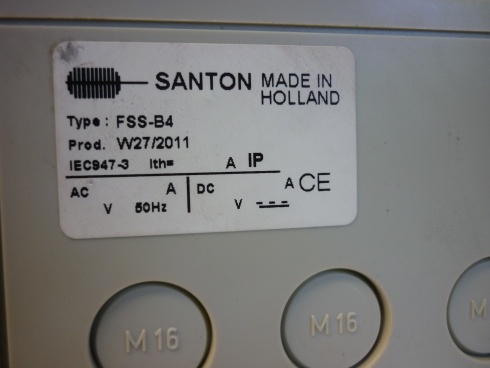 SANTON MADE IN
HOLLAND
Type: FSS-B4
Prod. W27/2011
IEC947-3 Ith= A IP
AC A DC A CE
V 50Hz V
M 16 M 16 M